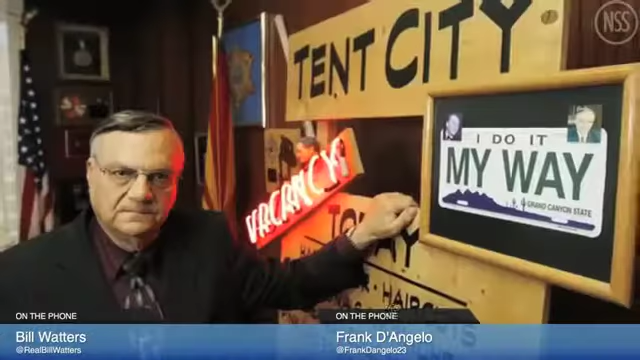 NSS
TENT CITY
I DO IT
MY WAY
GRAND CANYON STATE
VACANCY
ON THE PHONE
Bill Watters
@RealBillWatters
ON THE PHONE
Frank D'Angelo
@FrankDangelo23